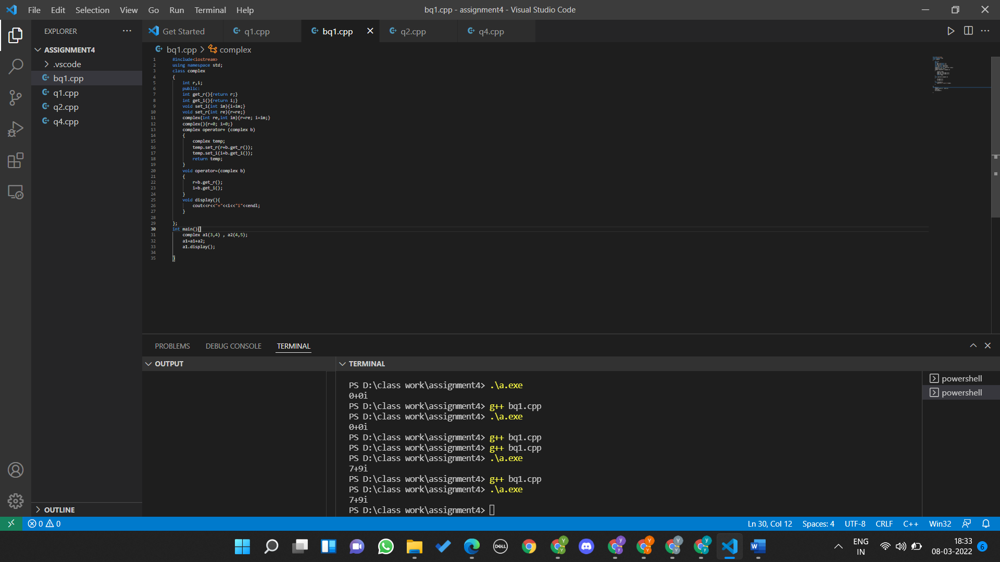 File Edit Selection View Go Run Terminal Help
bq1.cpp - assignment4 - Visual Studio Code
EXPLORER
Get Started
q1.cpp
bq1.cpp
q2.cpp
q4.cpp
ASSIGNMENT4
.vscode
bq1.cpp
q1.cpp
q2.cpp
q4.cpp
OUTLINE
bq1.cpp > complex
1 #include<iostream>
2 using namespace std;
3 class complex
4 {
5 int r,i;
6 public:
7 int get_r(){return r;}
8 int get_i(){return i;}
9 void set_i(int im){i=im;}
10 void set_r(int re){r=re;}
11 complex(int re,int im){r=re; i=im;}
12 complex(){r=0; i=0;}
13 complex operator+ (complex b)
14 {
15 complex temp;
16 temp.set_r(r+b.get_r());
17 temp.set_i(i+b.get_i());
18 return temp;
19 }
20 void operator=(complex b)
21 {
22 r=b.get_r();
23 i=b.get_i();
24 }
25 void display(){
26 cout<<r<<"+"<<i<<"i"<<endl;
27 }
28
29 };
30 int main(){
31 complex a1(3,4) , a2(4,5);
32 a1=a1+a2;
33 a1.display();
34
35 }
PROBLEMS DEBUG CONSOLE TERMINAL
OUTPUT
TERMINAL
PS D:\class work\assignment4> .\a.exe
0+0i
PS D:\class work\assignment4> g++ bq1.cpp
PS D:\class work\assignment4> .\a.exe
0+0i
PS D:\class work\assignment4> g++ bq1.cpp
PS D:\class work\assignment4> g++ bq1.cpp
PS D:\class work\assignment4> .\a.exe
7+9i
PS D:\class work\assignment4> g++ bq1.cpp
PS D:\class work\assignment4> .\a.exe
7+9i
PS D:\class work\assignment4>
powershell
powershell
0 0
Ln 30, Col 12 Spaces: 4 UTF-8 CRLF C++ Win32
DELL
Y Y
y y
Y Y
Y Y
y y
W
ENG
IN
18:33
08-03-2022
6